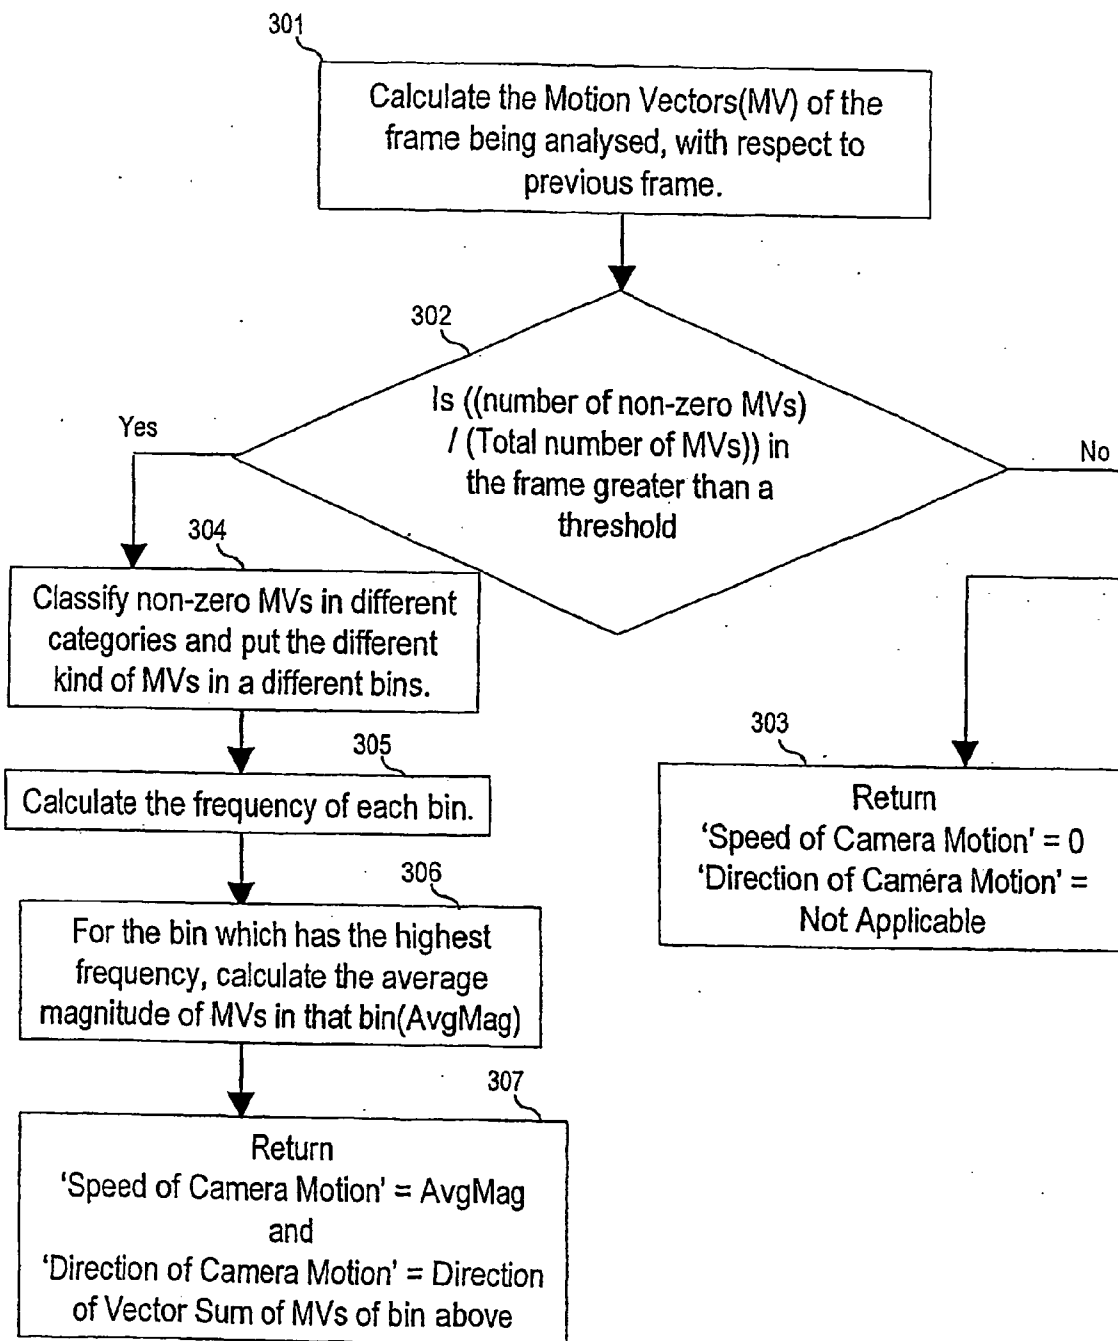 301
Calculate the Motion Vectors(MV) of the
frame being analysed, with respect to
previous frame.
302
Is ((number of non-zero MVs)
/ (Total number of MVs)) in
the frame greater than a
threshold
Yes
No
304
Classify non-zero MVs in different
categories and put the different
kind of MVs in a different bins.
305
Calculate the frequency of each bin.
303
Return
'Speed of Camera Motion' = 0
'Direction of Camera Motion' =
Not Applicable
306
For the bin which has the highest
frequency, calculate the average
magnitude of MVs in that bin(AvgMag)
307
Return
'Speed of Camera Motion' = AvgMag
and
'Direction of Camera Motion' = Direction
of Vector Sum of MVs of bin above